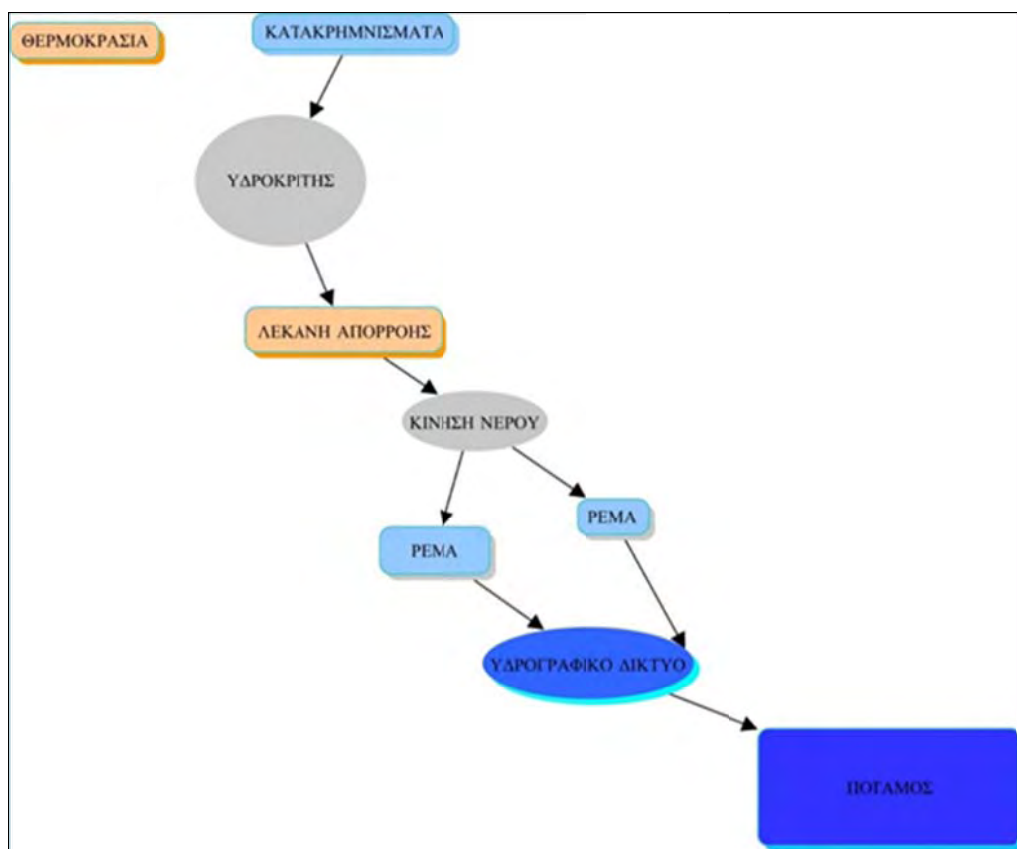 ΘΕΡΜΟΚΡΑΣΙΑ
ΚΑΤΑΚΡΗΜΝΙΣΜΑΤΑ
ΥΔΡΟΚΡΙΤΗΣ
ΛΕΚΑΝΗ ΑΠΟΡΡΟΗΣ
ΚΙΝΗΣΗ ΝΕΡΟΥ
ΡΕΜΑ
ΡΕΜΑ
ΥΔΡΟΓΡΑΦΙΚΟ ΔΙΚΤΥΟ
ΠΟΤΑΜΟΣ